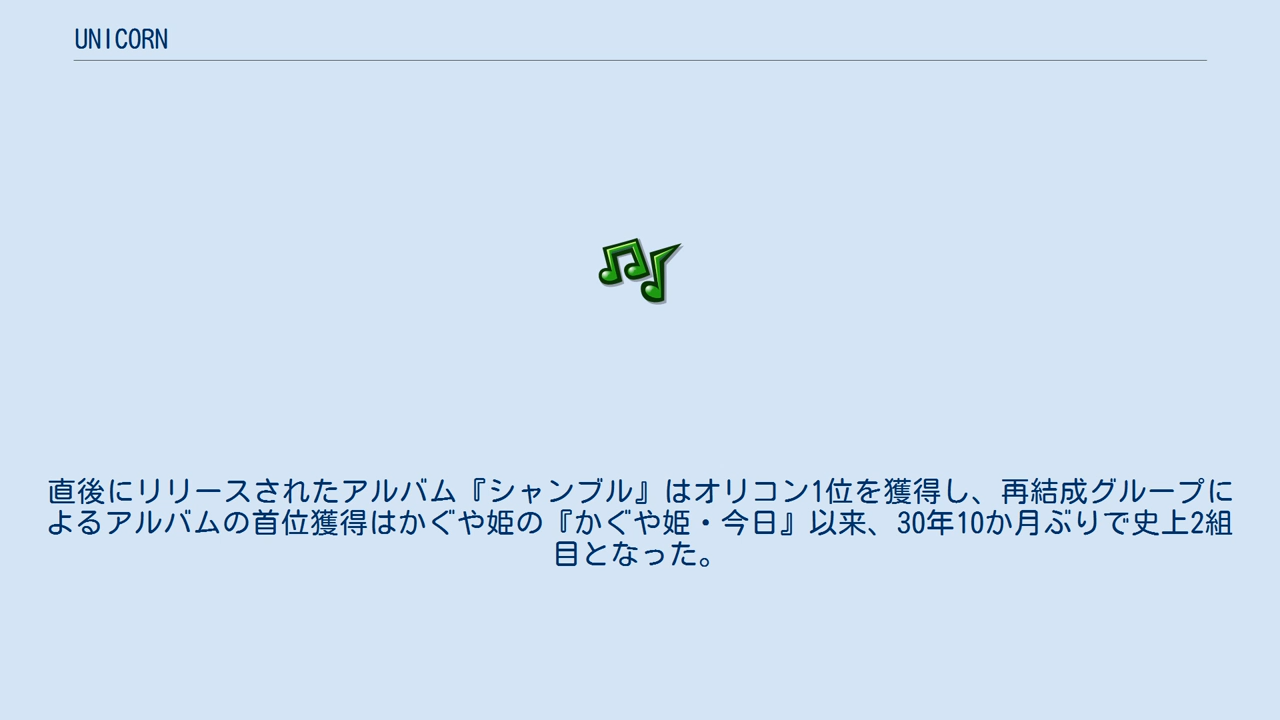 UNICORN
直後にリリースされたアルバム『シャンブル』はオリコン1位を獲得し、再結成グループに
よるアルバムの首位獲得はかぐや姫の『かぐや姫・今日』以来、30年10か月ぶりで史上2組
目となった。